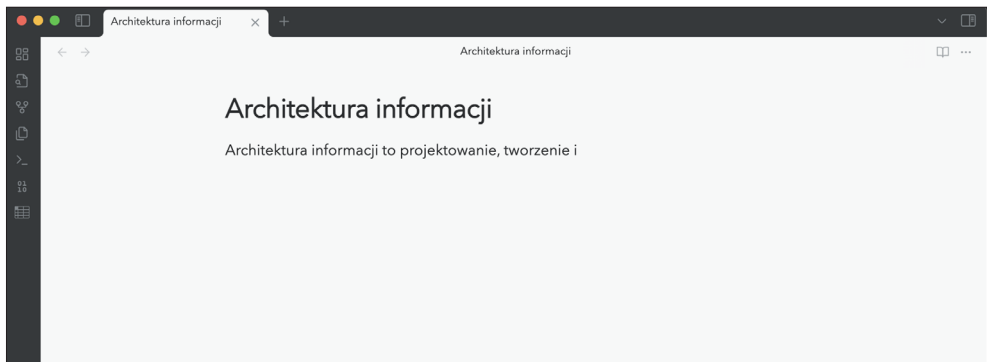 Architektura informacji
Architektura informacji
Architektura informacji
Architektura informacji to projektowanie, tworzenie i